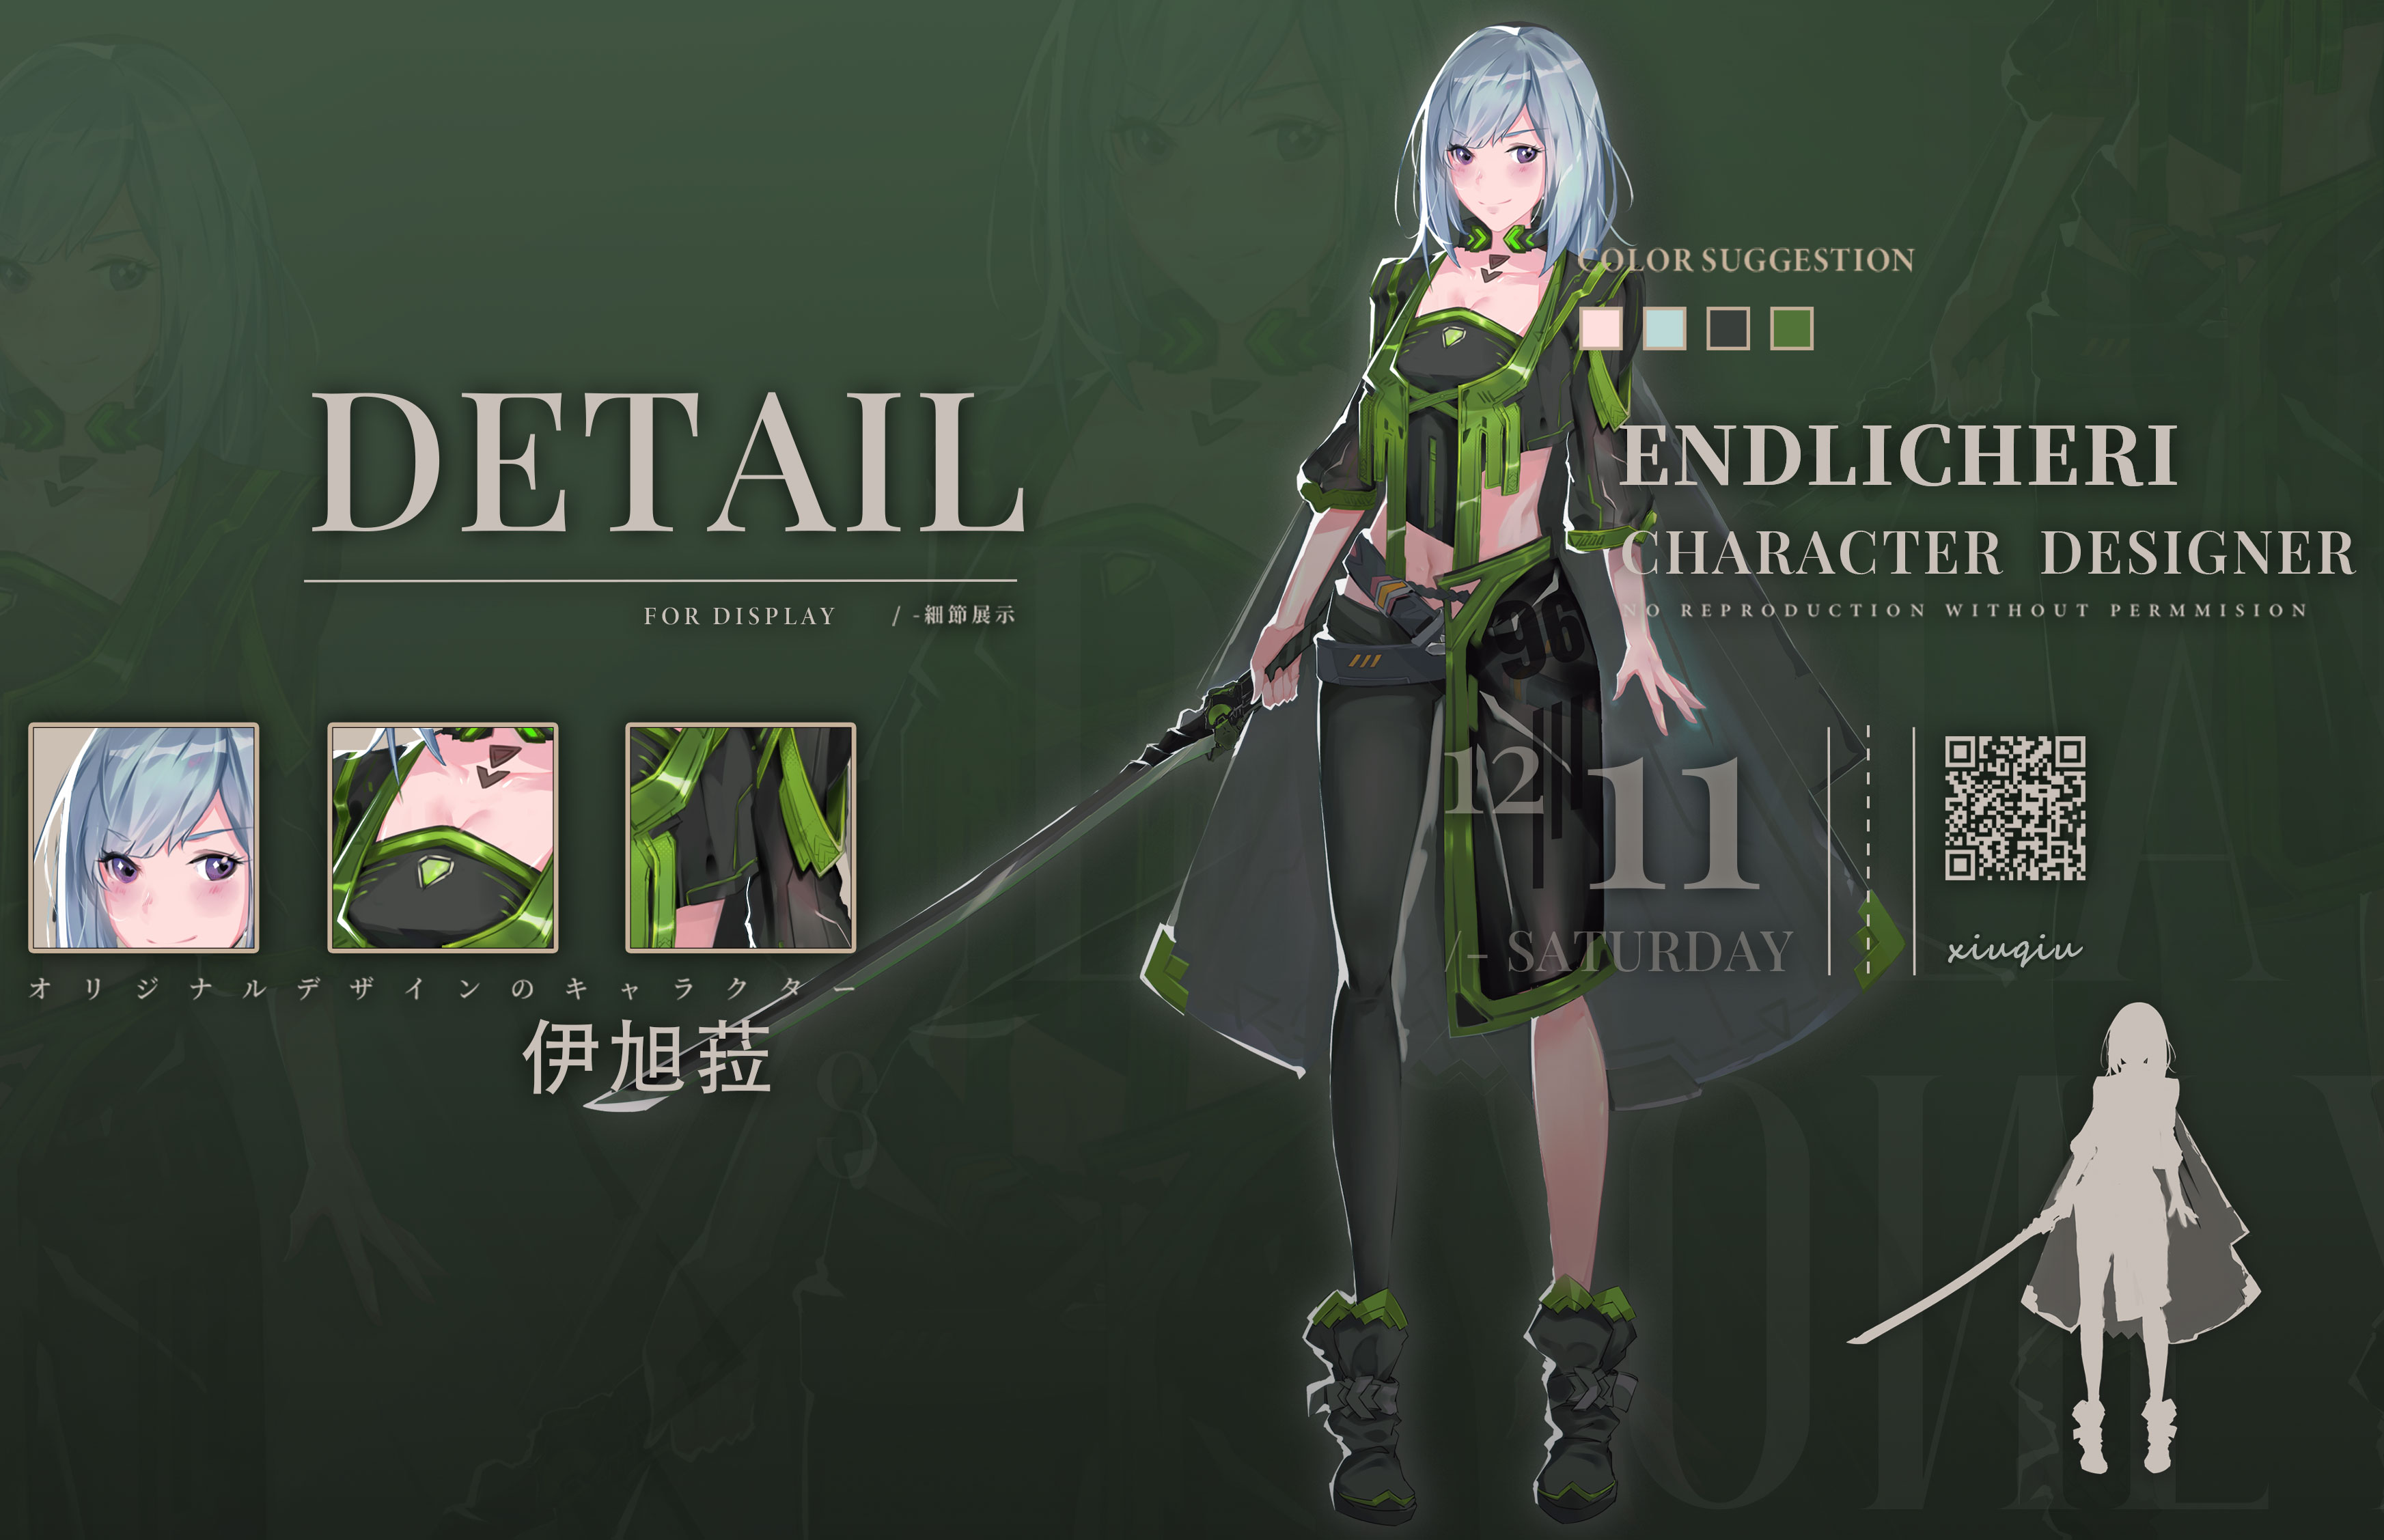 COLOR SUGGESTION
DETAIL
FOR DISPLAY / -細節展示
ENDLICHERI
CHARACTER DESIGNER
NO REPRODUCTION WITHOUT PERMMISION
96
12 11
/- SATURDAY
xiuqiu
オリジナルデザインのキャラクター
伊旭菈